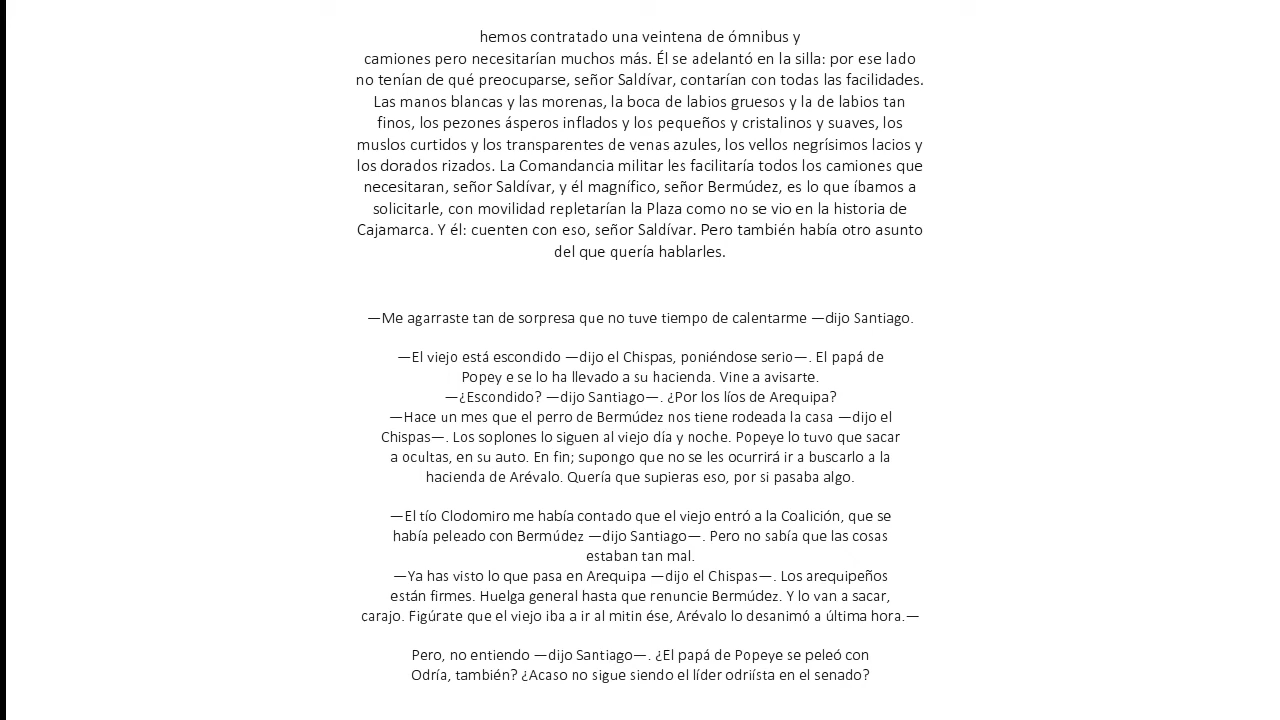 hemos contratado una veintena de ómnibus y
camiones pero necesitarían muchos más. Él se adelantó en la silla: por ese lado
no tenían de qué preocuparse, señor Saldívar, contarían con todas las facilidades.
Las manos blancas y las morenas, la boca de labios gruesos y la de labios tan
finos, los pezones ásperos inflados y los pequeños y cristalinos y suaves, los
muslos curtidos y los transparentes de venas azules, los vellos negrísimos lacios y
los dorados rizados. La Comandancia militar les facilitaría todos los camiones que
necesitaran, señor Saldívar, y él magnífico, señor Bermúdez, es lo que íbamos a
solicitarle, con movilidad repletarían la Plaza como no se vio en la historia de
Cajamarca. Y él: cuenten con eso, señor Saldívar. Pero también había otro asunto
del que quería hablarles.
—Me agarraste tan de sorpresa que no tuve tiempo de calentarme —dijo Santiago.
—El viejo está escondido —dijo el Chispas, poniéndose serio—. El papá de
Popey e se lo ha llevado a su hacienda. Vine a avisarte.
—¿Escondido? —dijo Santiago—. ¿Por los líos de Arequipa?
—Hace un mes que el perro de Bermúdez nos tiene rodeada la casa —dijo el
Chispas—. Los soplones lo siguen al viejo día y noche. Popeye lo tuvo que sacar
a ocultas, en su auto. En fin; supongo que no se les ocurrirá ir a buscarlo a la
hacienda de Arévalo. Quería que supieras eso, por si pasaba algo.
—El tío Clodomiro me había contado que el viejo entró a la Coalición, que se
había peleado con Bermúdez —dijo Santiago—. Pero no sabía que las cosas
estaban tan mal.
—Ya has visto lo que pasa en Arequipa —dijo el Chispas—. Los arequipeños
están firmes. Huelga general hasta que renuncie Bermúdez. Y lo van a sacar,
carajo. Figúrate que el viejo iba a ir al mitin ése, Arévalo lo desanimó a última hora.—
Pero, no entiendo —dijo Santiago—. ¿El papá de Popeye se peleó con
Odría, también? ¿Acaso no sigue siendo el líder odriísta en el senado?